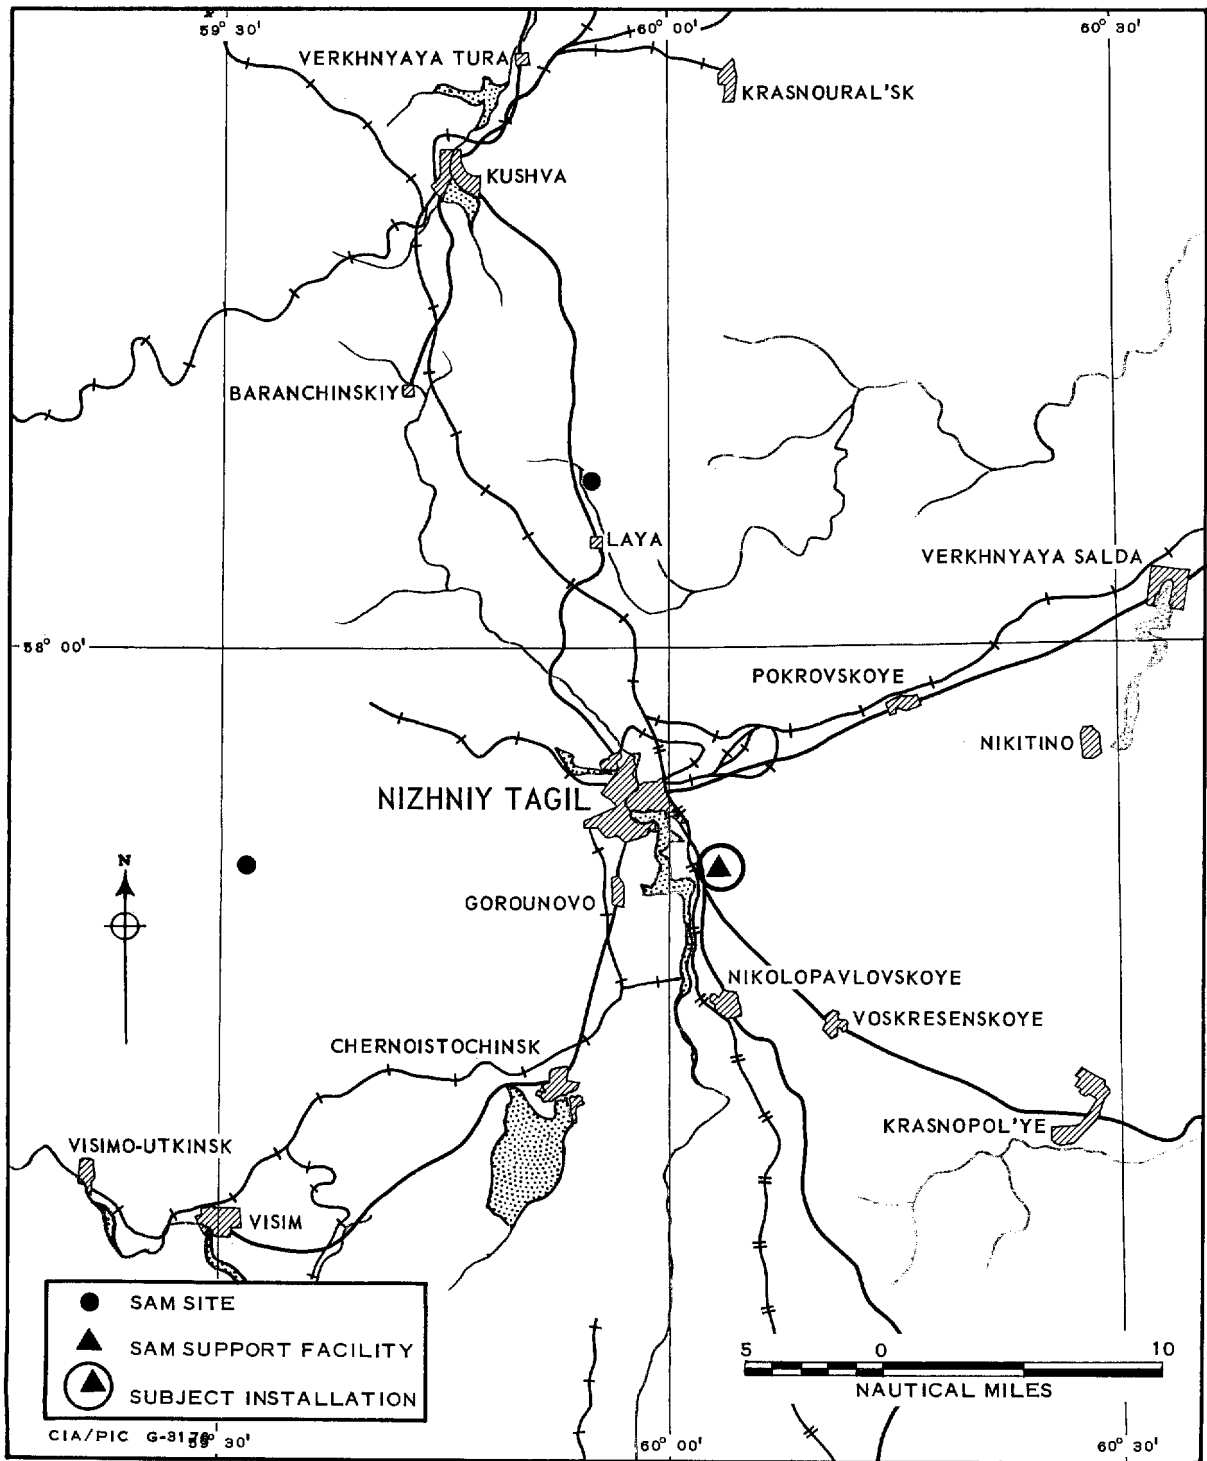 59° 30'
60° 00'
60° 30'
VERKHNYAYA TURA
KRASNOURAL'SK
KUSHVA
BARANCHINSKIY
LAYA
VERKHNYAYA SALDA
58° 00'
POKROVSKOYE
NIKITINO
NIZHNIY TAGIL
N
GOROUNOVO
NIKOLOPAVLOVSKOYE
VOSKRESENSKOYE
CHERNOISTOCHINSK
KRASNOPOL'YE
VISIMO-UTKINSK
VISIM
SAM SITE
SAM SUPPORT FACILITY
SUBJECT INSTALLATION
5 0 10
NAUTICAL MILES
CIA/PIC
59° 30'
60° 00'
60° 30'